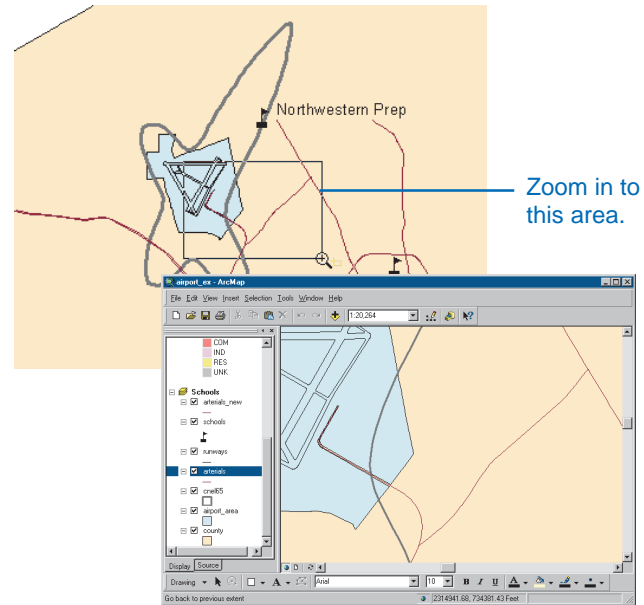 Northwestern Prep
Zoom in to
this area.
airport_ex - ArcMap
File Edit View Insert Selection Tools Window Help
1:20,264
COM
IND
RES
UNK
Schools
arterials_new
schools
runways
arterials
cnel65
airport_area
county
Display Source
Drawing A Arial 10 B I U A
Go back to previous extent 2314941.68, 734381.43 Feet